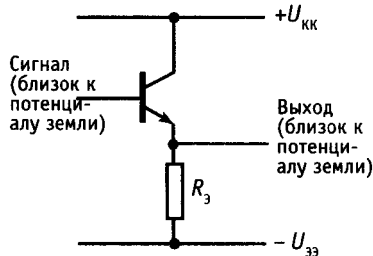 +Uкк
Сигнал
(близок к
потенци-
алу земли)
Выход
(близок к
потенци-
алу земли)
Rэ
– Uээ